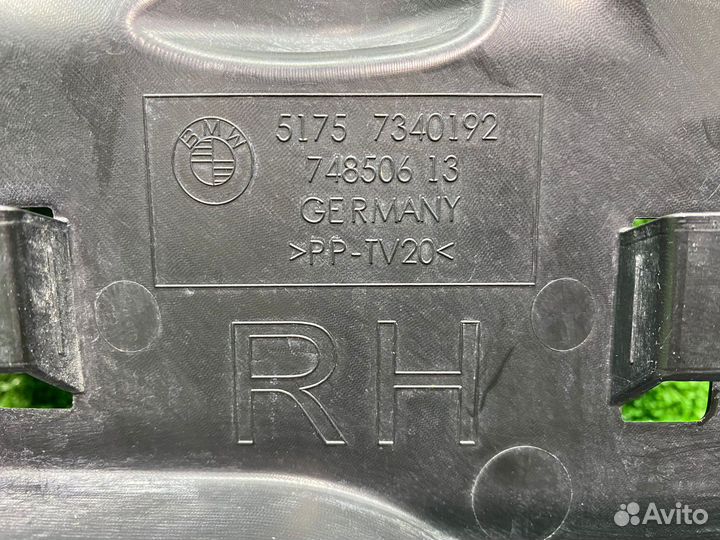 BMW
5175 7340192
748506 13
GERMANY
>PP-TV20<
RH
Avito